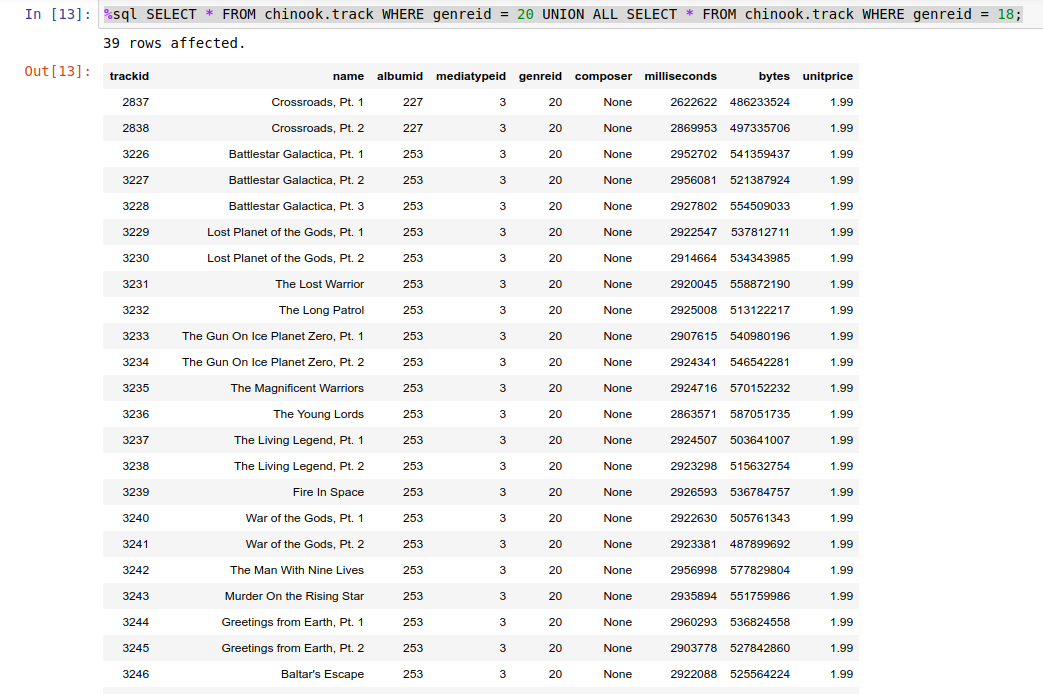 In [13]: %sql SELECT * FROM chinook.track WHERE genreid = 20 UNION ALL SELECT * FROM chinook.track WHERE genreid = 18;
39 rows affected.
Out[13]: trackid name albumid mediatypeid genreid composer milliseconds bytes unitprice
2837 Crossroads, Pt. 1 227 3 20 None 2622622 486233524 1.99
2838 Crossroads, Pt. 2 227 3 20 None 2869953 497335706 1.99
3226 Battlestar Galactica, Pt. 1 253 3 20 None 2952702 541359437 1.99
3227 Battlestar Galactica, Pt. 2 253 3 20 None 2956081 521387924 1.99
3228 Battlestar Galactica, Pt. 3 253 3 20 None 2927802 554509033 1.99
3229 Lost Planet of the Gods, Pt. 1 253 3 20 None 2922547 537812711 1.99
3230 Lost Planet of the Gods, Pt. 2 253 3 20 None 2914664 534343985 1.99
3231 The Lost Warrior 253 3 20 None 2920045 558872190 1.99
3232 The Long Patrol 253 3 20 None 2925008 513122217 1.99
3233 The Gun On Ice Planet Zero, Pt. 1 253 3 20 None 2907615 540980196 1.99
3234 The Gun On Ice Planet Zero, Pt. 2 253 3 20 None 2924341 546542281 1.99
3235 The Magnificent Warriors 253 3 20 None 2924716 570152232 1.99
3236 The Young Lords 253 3 20 None 2863571 587051735 1.99
3237 The Living Legend, Pt. 1 253 3 20 None 2924507 503641007 1.99
3238 The Living Legend, Pt. 2 253 3 20 None 2923298 515632754 1.99
3239 Fire In Space 253 3 20 None 2926593 536784757 1.99
3240 War of the Gods, Pt. 1 253 3 20 None 2922630 505761343 1.99
3241 War of the Gods, Pt. 2 253 3 20 None 2923381 487899692 1.99
3242 The Man With Nine Lives 253 3 20 None 2956998 577829804 1.99
3243 Murder On the Rising Star 253 3 20 None 2935894 551759986 1.99
3244 Greetings from Earth, Pt. 1 253 3 20 None 2960293 536824558 1.99
3245 Greetings from Earth, Pt. 2 253 3 20 None 2903778 527842860 1.99
3246 Baltar's Escape 253 3 20 None 2922088 525564224 1.99